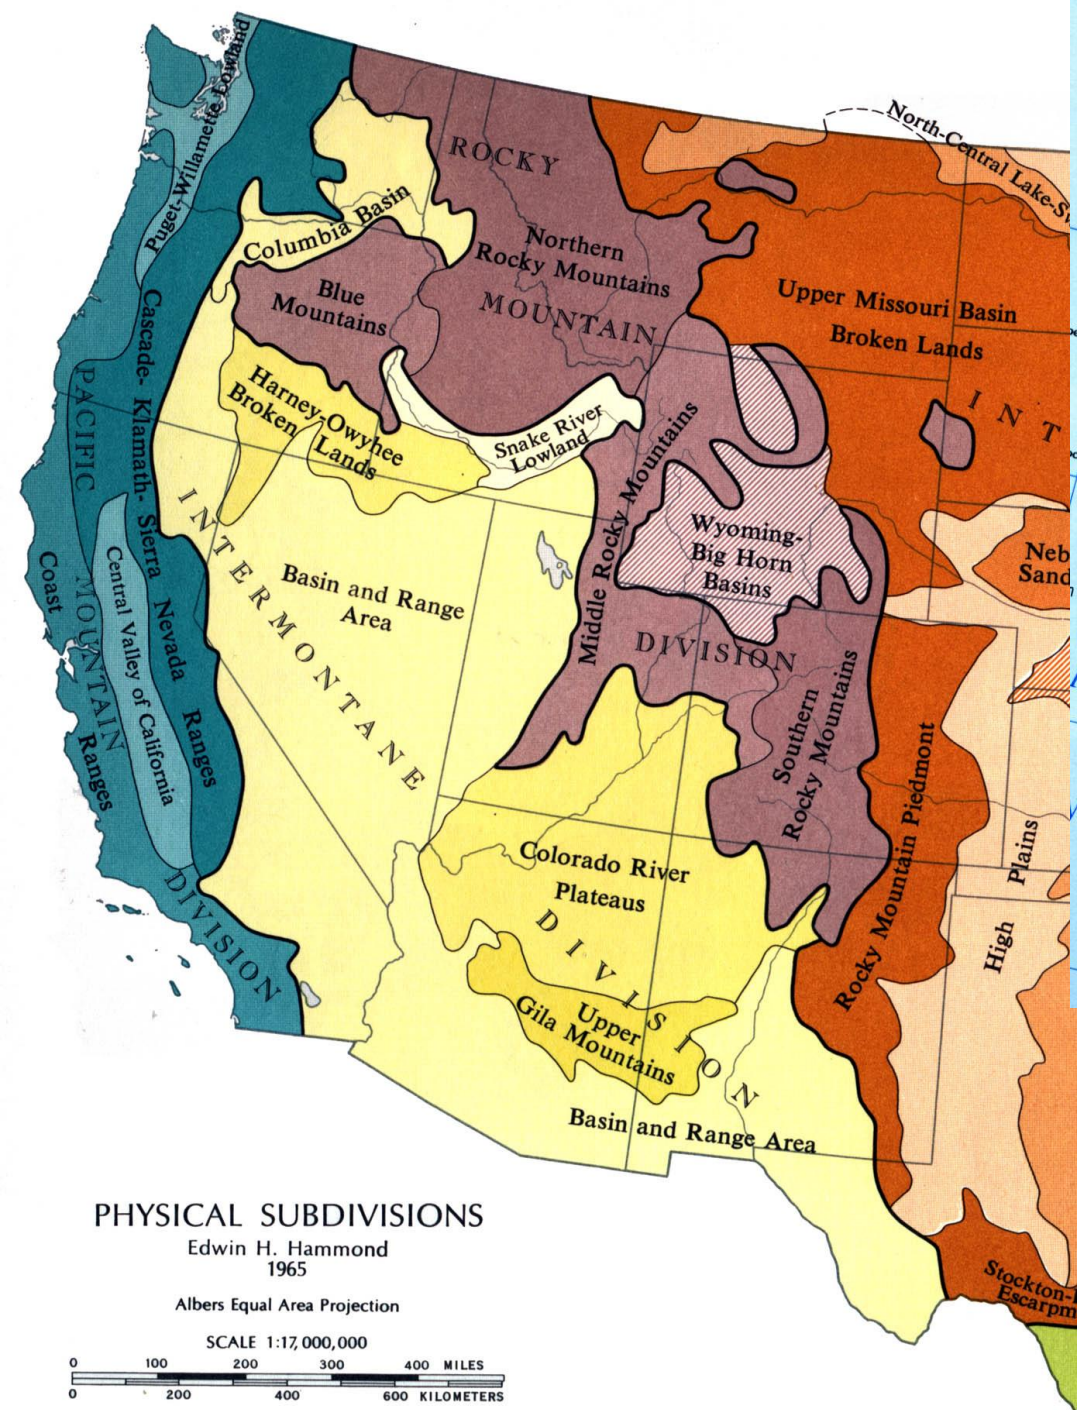 Puget-Willamette Lowland
ROCKY
North-Central Lake-Sw
Columbia Basin
Northern
Rocky Mountains
Blue
Mountains
MOUNTAIN
Upper Missouri Basin
Broken Lands
Cascade- Klamath- Sierra Nevada Ranges
PACIFIC
Harney-Owyhee
Broken Lands
Snake River
Lowland
INT
Middle Rocky Mountains
Wyoming-
Big Horn
Basins
Neb
Sand
INTERMONTANE
Basin and Range
Area
Coast Ranges
MOUNTAIN
Central Valley of California
DIVISION
Southern
Rocky Mountains
Rocky Mountain Piedmont
High Plains
Colorado River
Plateaus
DIVISION
DIVISION
Upper
Gila Mountains
Basin and Range Area
Stockton-
Escarpm
PHYSICAL SUBDIVISIONS
Edwin H. Hammond
1965
Albers Equal Area Projection
SCALE 1:17,000,000
0 100 200 300 400 MILES
0 200 400 600 KILOMETERS